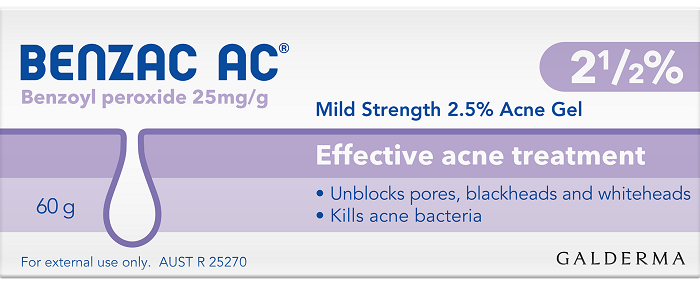 BENZAC AC®
2½%
Benzoyl peroxide 25mg/g
Mild Strength 2.5% Acne Gel
Effective acne treatment
• Unblocks pores, blackheads and whiteheads
• Kills acne bacteria
60 g
For external use only. AUST R 25270
GALDERMA